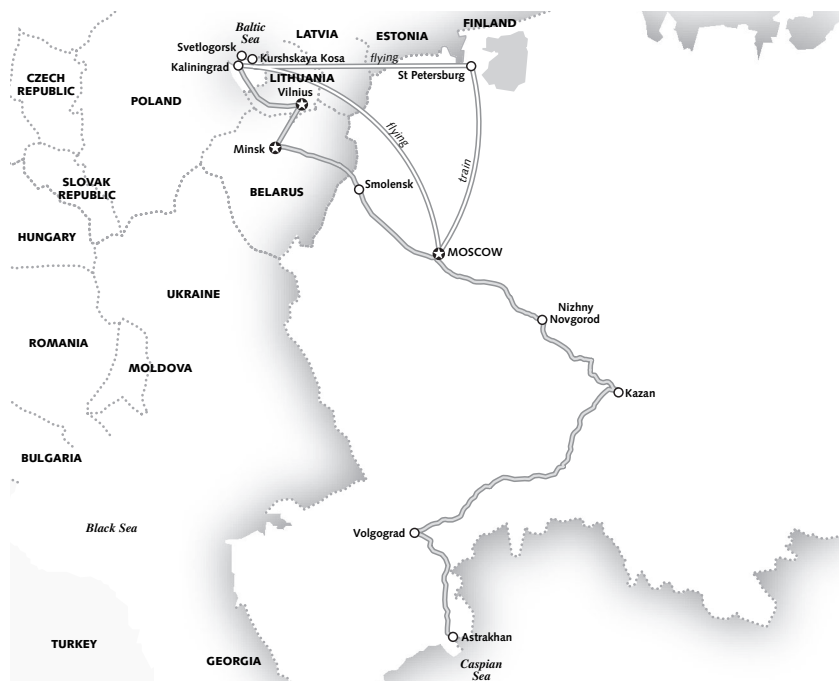 FINLAND
Baltic
Sea
LATVIA
ESTONIA
Svetlogorsk
Kurshskaya Kosa
flying
Kaliningrad
St Petersburg
CZECH
REPUBLIC
LITHUANIA
Vilnius
POLAND
flying
Minsk
train
SLOVAK
REPUBLIC
BELARUS
Smolensk
HUNGARY
MOSCOW
UKRAINE
Nizhny
Novgorod
ROMANIA
MOLDOVA
Kazan
BULGARIA
Black Sea
Volgograd
TURKEY
Astrakhan
GEORGIA
Caspian
Sea